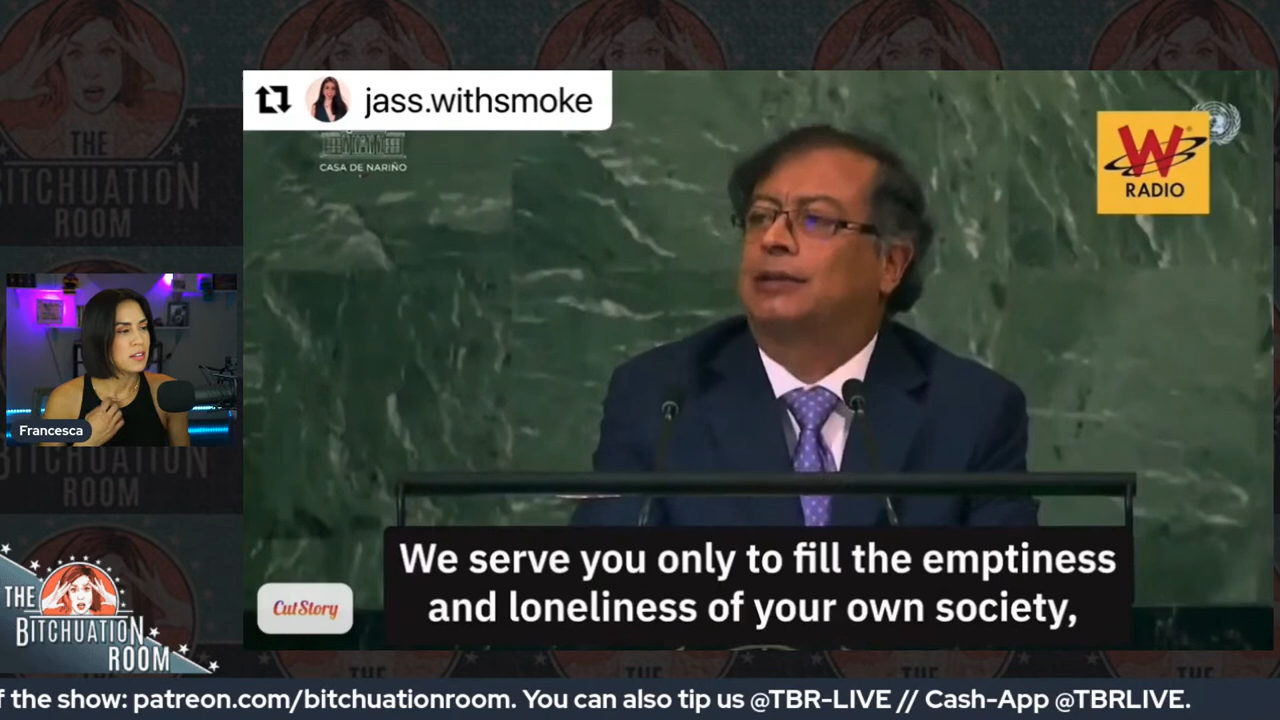 THE
BITCHUATION
ROOM
jass.withsmoke
CASA DE NARIÑO
W
RADIO
Francesca
We serve you only to fill the emptiness
and loneliness of your own society,
CutStory
THE
BITCHUATION
ROOM
BITCHUATION
ROOM
THE
THE
f the show: patreon.com/bitchuationroom. You can also tip us @TBR-LIVE // Cash-App @TBRLIVE.